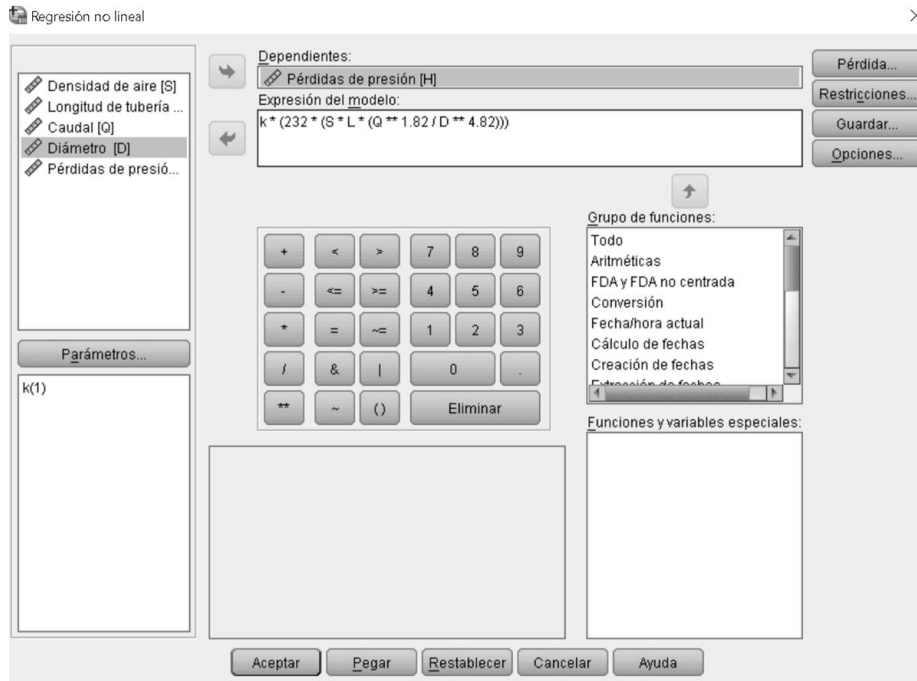 Regresión no lineal
Densidad de aire [S]
Longitud de tubería ...
Caudal [Q]
Diámetro [D]
Pérdidas de presió...
Parámetros...
k(1)
Dependientes:
Pérdidas de presión [H]
Expresión del modelo:
k * (232 * (S * L * (Q ** 1.82 / D ** 4.82)))
Pérdida...
Restricciones...
Guardar...
Opciones...
+ < > 7 8 9
- <= >= 4 5 6
* = ~= 1 2 3
/ & | 0 .
** ~ () Eliminar
Grupo de funciones:
Todo
Aritméticas
FDA y FDA no centrada
Conversión
Fecha/hora actual
Cálculo de fechas
Creación de fechas
Extracción de fechas
Funciones y variables especiales:
Aceptar Pegar Restablecer Cancelar Ayuda